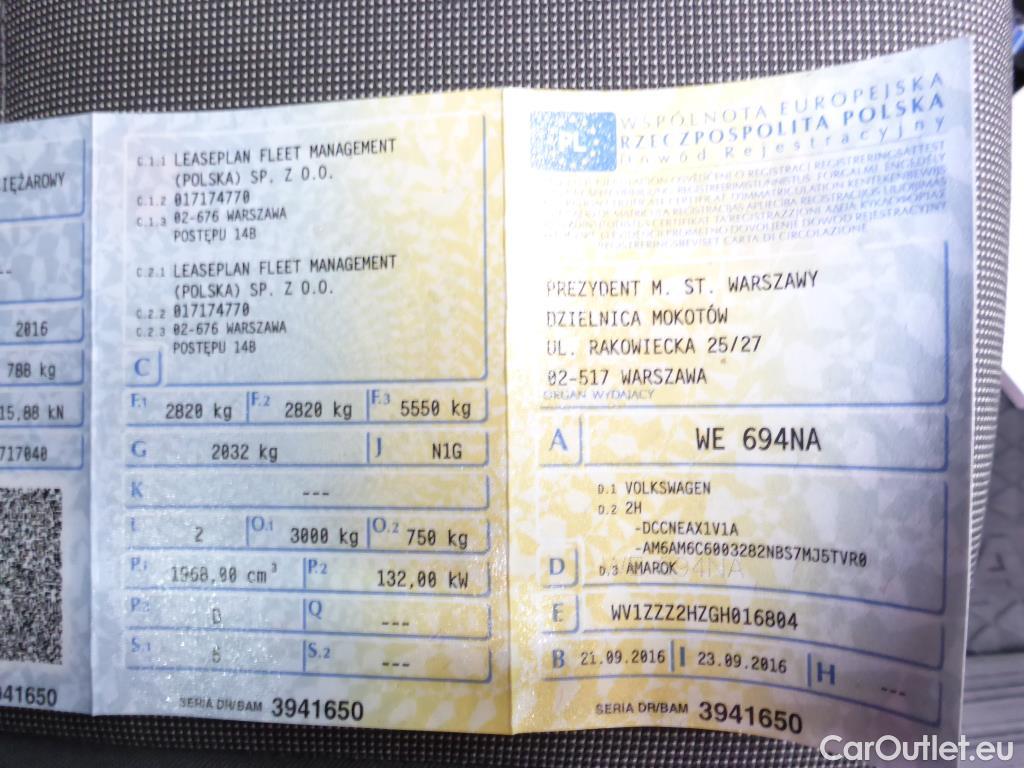 IĘŻAROWY
---
2016
788 kg
15,88 kN
717040
941650
C.1.1 LEASEPLAN FLEET MANAGEMENT
(POLSKA) SP. Z O.O.
C.1.2 017174770
C.1.3 02-676 WARSZAWA
POSTĘPU 14B
C.2.1 LEASEPLAN FLEET MANAGEMENT
(POLSKA) SP. Z O.O.
C.2.2 017174770
C.2.3 02-676 WARSZAWA
POSTĘPU 14B
C
F.1 2820 kg F.2 2820 kg F.3 5550 kg
G 2032 kg J N1G
K ---
L 2 O.1 3000 kg O.2 750 kg
P.1 1968,00 cm³ P.2 132,00 kW
P.3 D Q ---
S.1 5 S.2 ---
SERIA DR/BAM 3941650
PL
WSPÓLNOTA EUROPEJSKA
RZECZPOSPOLITA POLSKA
Dowód Rejestracyjny
PREZYDENT M. ST. WARSZAWY
DZIELNICA MOKOTÓW
UL. RAKOWIECKA 25/27
02-517 WARSZAWA
ORGAN WYDAJĄCY
A WE 694NA
D.1 VOLKSWAGEN
D.2 2H
-DCCNEAX1V1A
-AM6AM6C6003282NBS7MJ5TVR0
D D.3 AMAROK
E WV1ZZZ2HZGH016804
B 21.09.2016 I 23.09.2016 H ---
SERIA DR/BAM 3941650
CarOutlet.eu